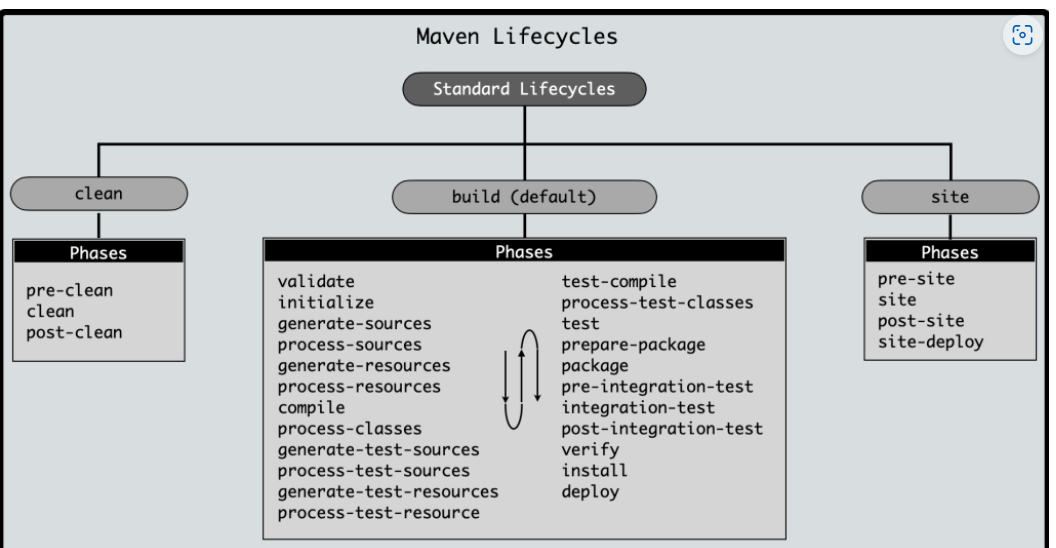 Maven Lifecycles
Standard Lifecycles
clean
Phases
pre-clean
clean
post-clean
build (default)
Phases
validate
initialize
generate-sources
process-sources
generate-resources
process-resources
compile
process-classes
generate-test-sources
process-test-sources
generate-test-resources
process-test-resource
test-compile
process-test-classes
test
prepare-package
package
pre-integration-test
integration-test
post-integration-test
verify
install
deploy
site
Phases
pre-site
site
post-site
site-deploy